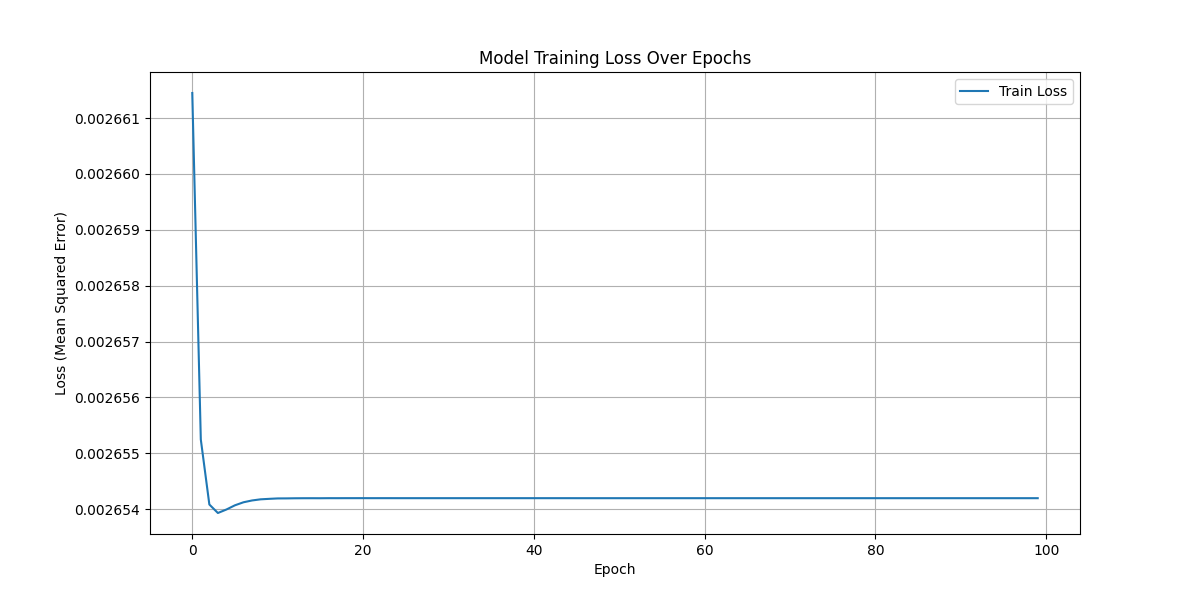 Model Training Loss Over Epochs
Train Loss
0.002661
0.002660
0.002659
0.002658
0.002657
0.002656
0.002655
0.002654
Loss (Mean Squared Error)
0 20 40 60 80 100
Epoch